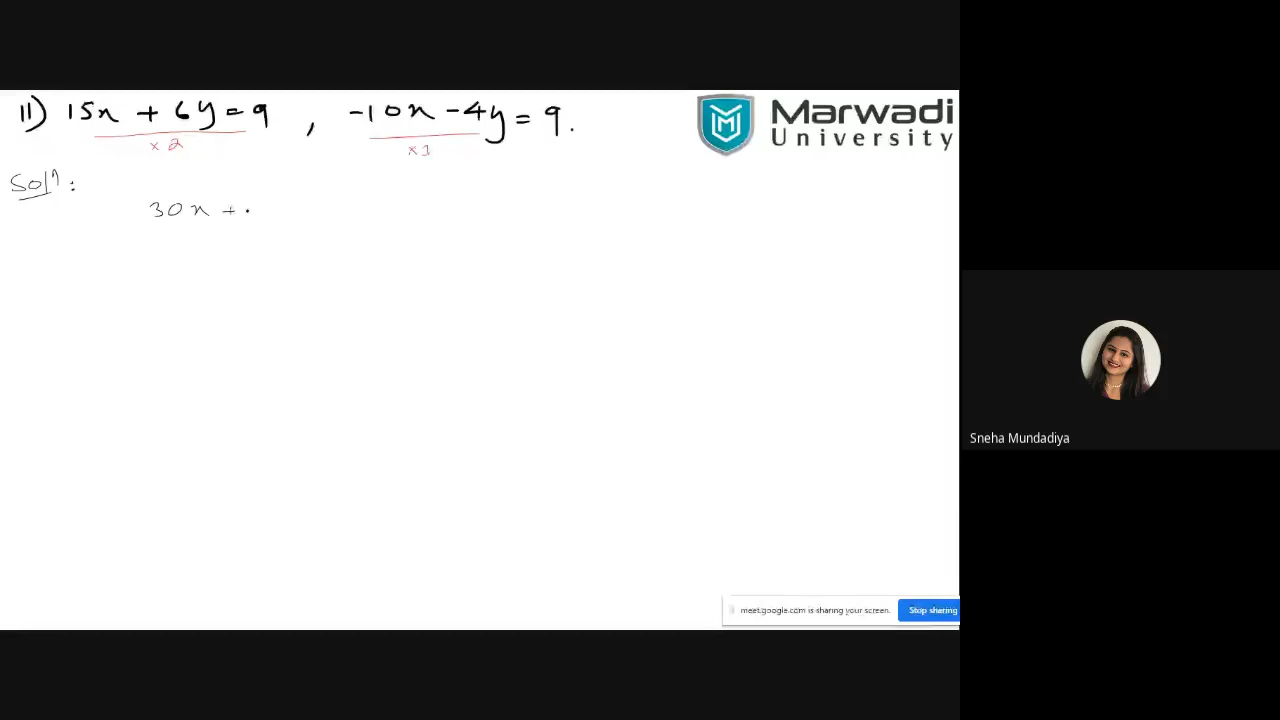 11) 15x + 6y = 9 , -10x - 4y = 9.
×2 ×3
Solⁿ :
30x +
Marwadi
University
Sneha Mundadiya
meet.google.com is sharing your screen. Stop sharing